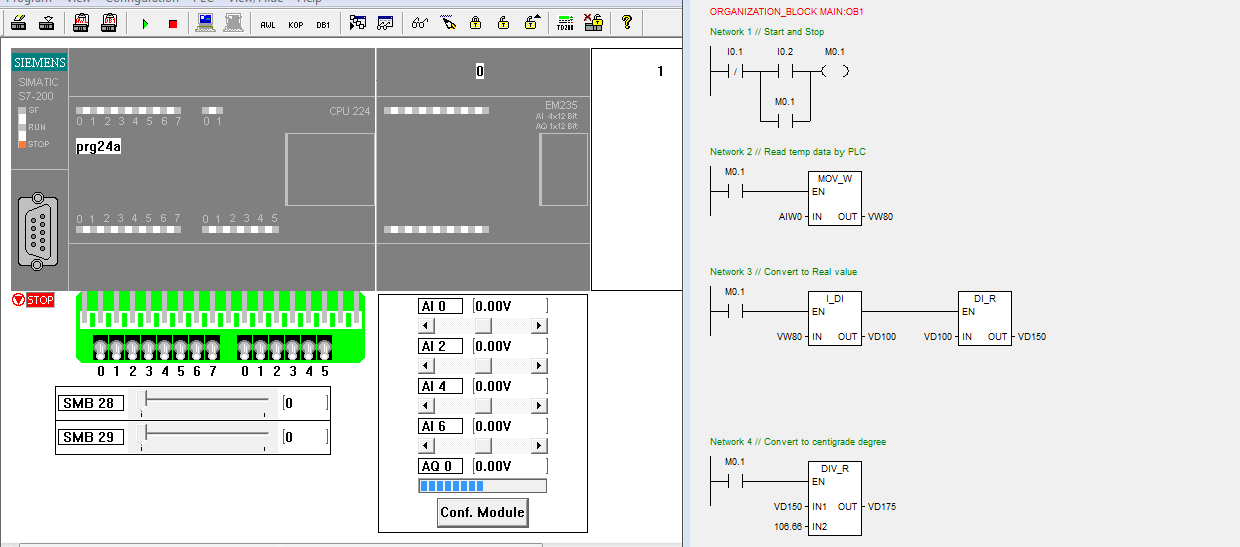 AWL KOP DB1 TD200
SIEMENS
SIMATIC
S7-200
SF
RUN
STOP
0 1 2 3 4 5 6 7 0 1
CPU 224
prg24a
0 1 2 3 4 5 6 7 0 1 2 3 4 5
0
EM235
AI 4x12 Bit
AQ 1x12 Bit
1
STOP
0 1 2 3 4 5 6 7 0 1 2 3 4 5
SMB 28 [0 ]
SMB 29 [0 ]
AI 0 [0.00V ]
AI 2 [0.00V ]
AI 4 [0.00V ]
AI 6 [0.00V ]
AQ 0 [0.00V ]
Conf. Module
ORGANIZATION_BLOCK MAIN:OB1
Network 1 // Start and Stop
I0.1 I0.2 M0.1
M0.1
Network 2 // Read temp data by PLC
M0.1 MOV_W
EN
AIW0 IN OUT VW80
Network 3 // Convert to Real value
M0.1 I_DI DI_R
EN EN
VW80 IN OUT VD100 VD100 IN OUT VD150
Network 4 // Convert to centigrade degree
M0.1 DIV_R
EN
VD150 IN1 OUT VD175
106.66 IN2